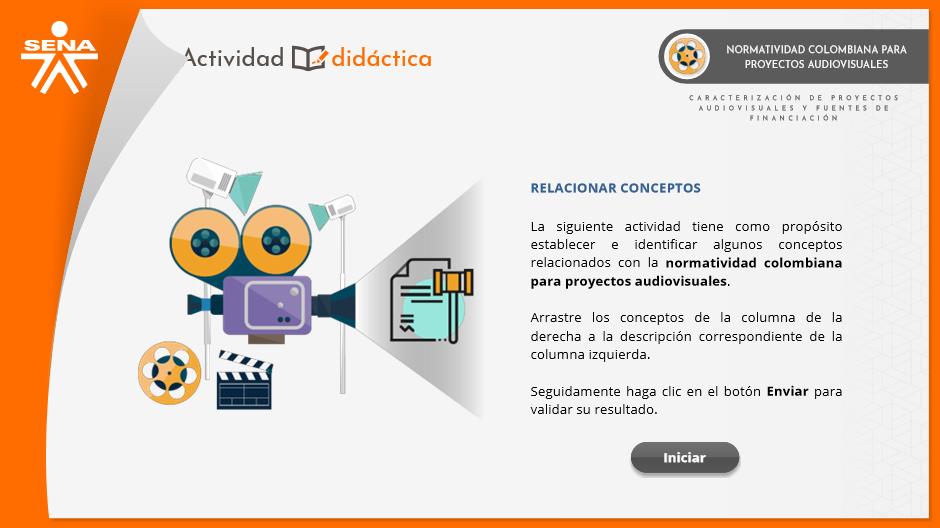 SENA
Actividad didáctica
NORMATIVIDAD COLOMBIANA PARA
PROYECTOS AUDIOVISUALES
CARACTERIZACIÓN DE PROYECTOS
AUDIOVISUALES Y FUENTES DE
FINANCIACIÓN
RELACIONAR CONCEPTOS
La siguiente actividad tiene como propósito
establecer e identificar algunos conceptos
relacionados con la normatividad colombiana
para proyectos audiovisuales.
Arrastre los conceptos de la columna de la
derecha a la descripción correspondiente de la
columna izquierda.
Seguidamente haga clic en el botón Enviar para
validar su resultado.
Iniciar